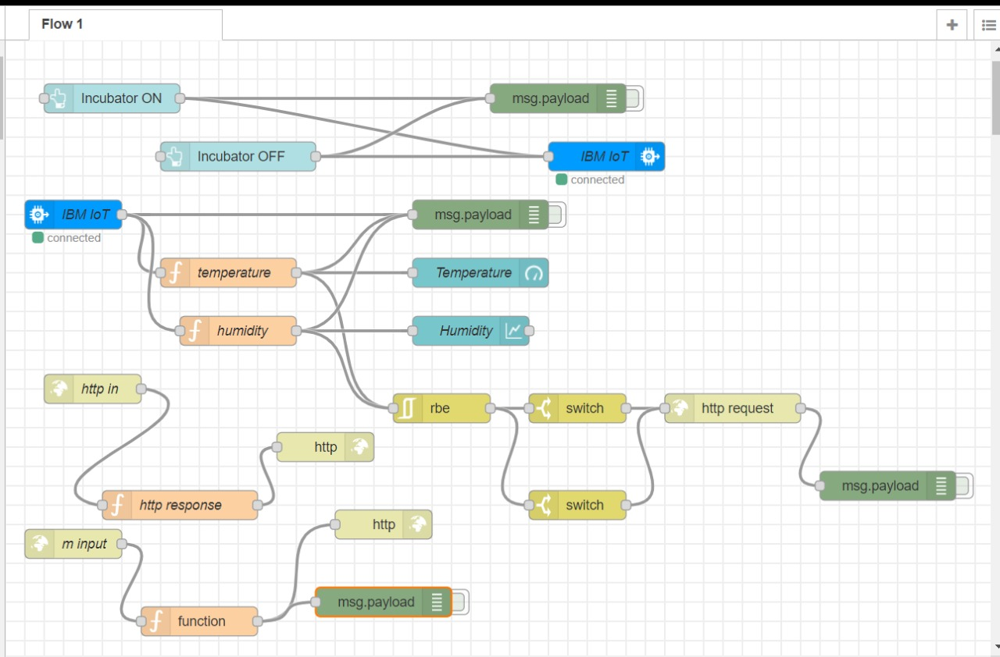 Flow 1
Incubator ON
msg.payload
Incubator OFF
IBM IoT
connected
IBM IoT
msg.payload
connected
temperature
Temperature
humidity
Humidity
http in
rbe
switch
http request
http
msg.payload
http response
switch
http
m input
msg.payload
function